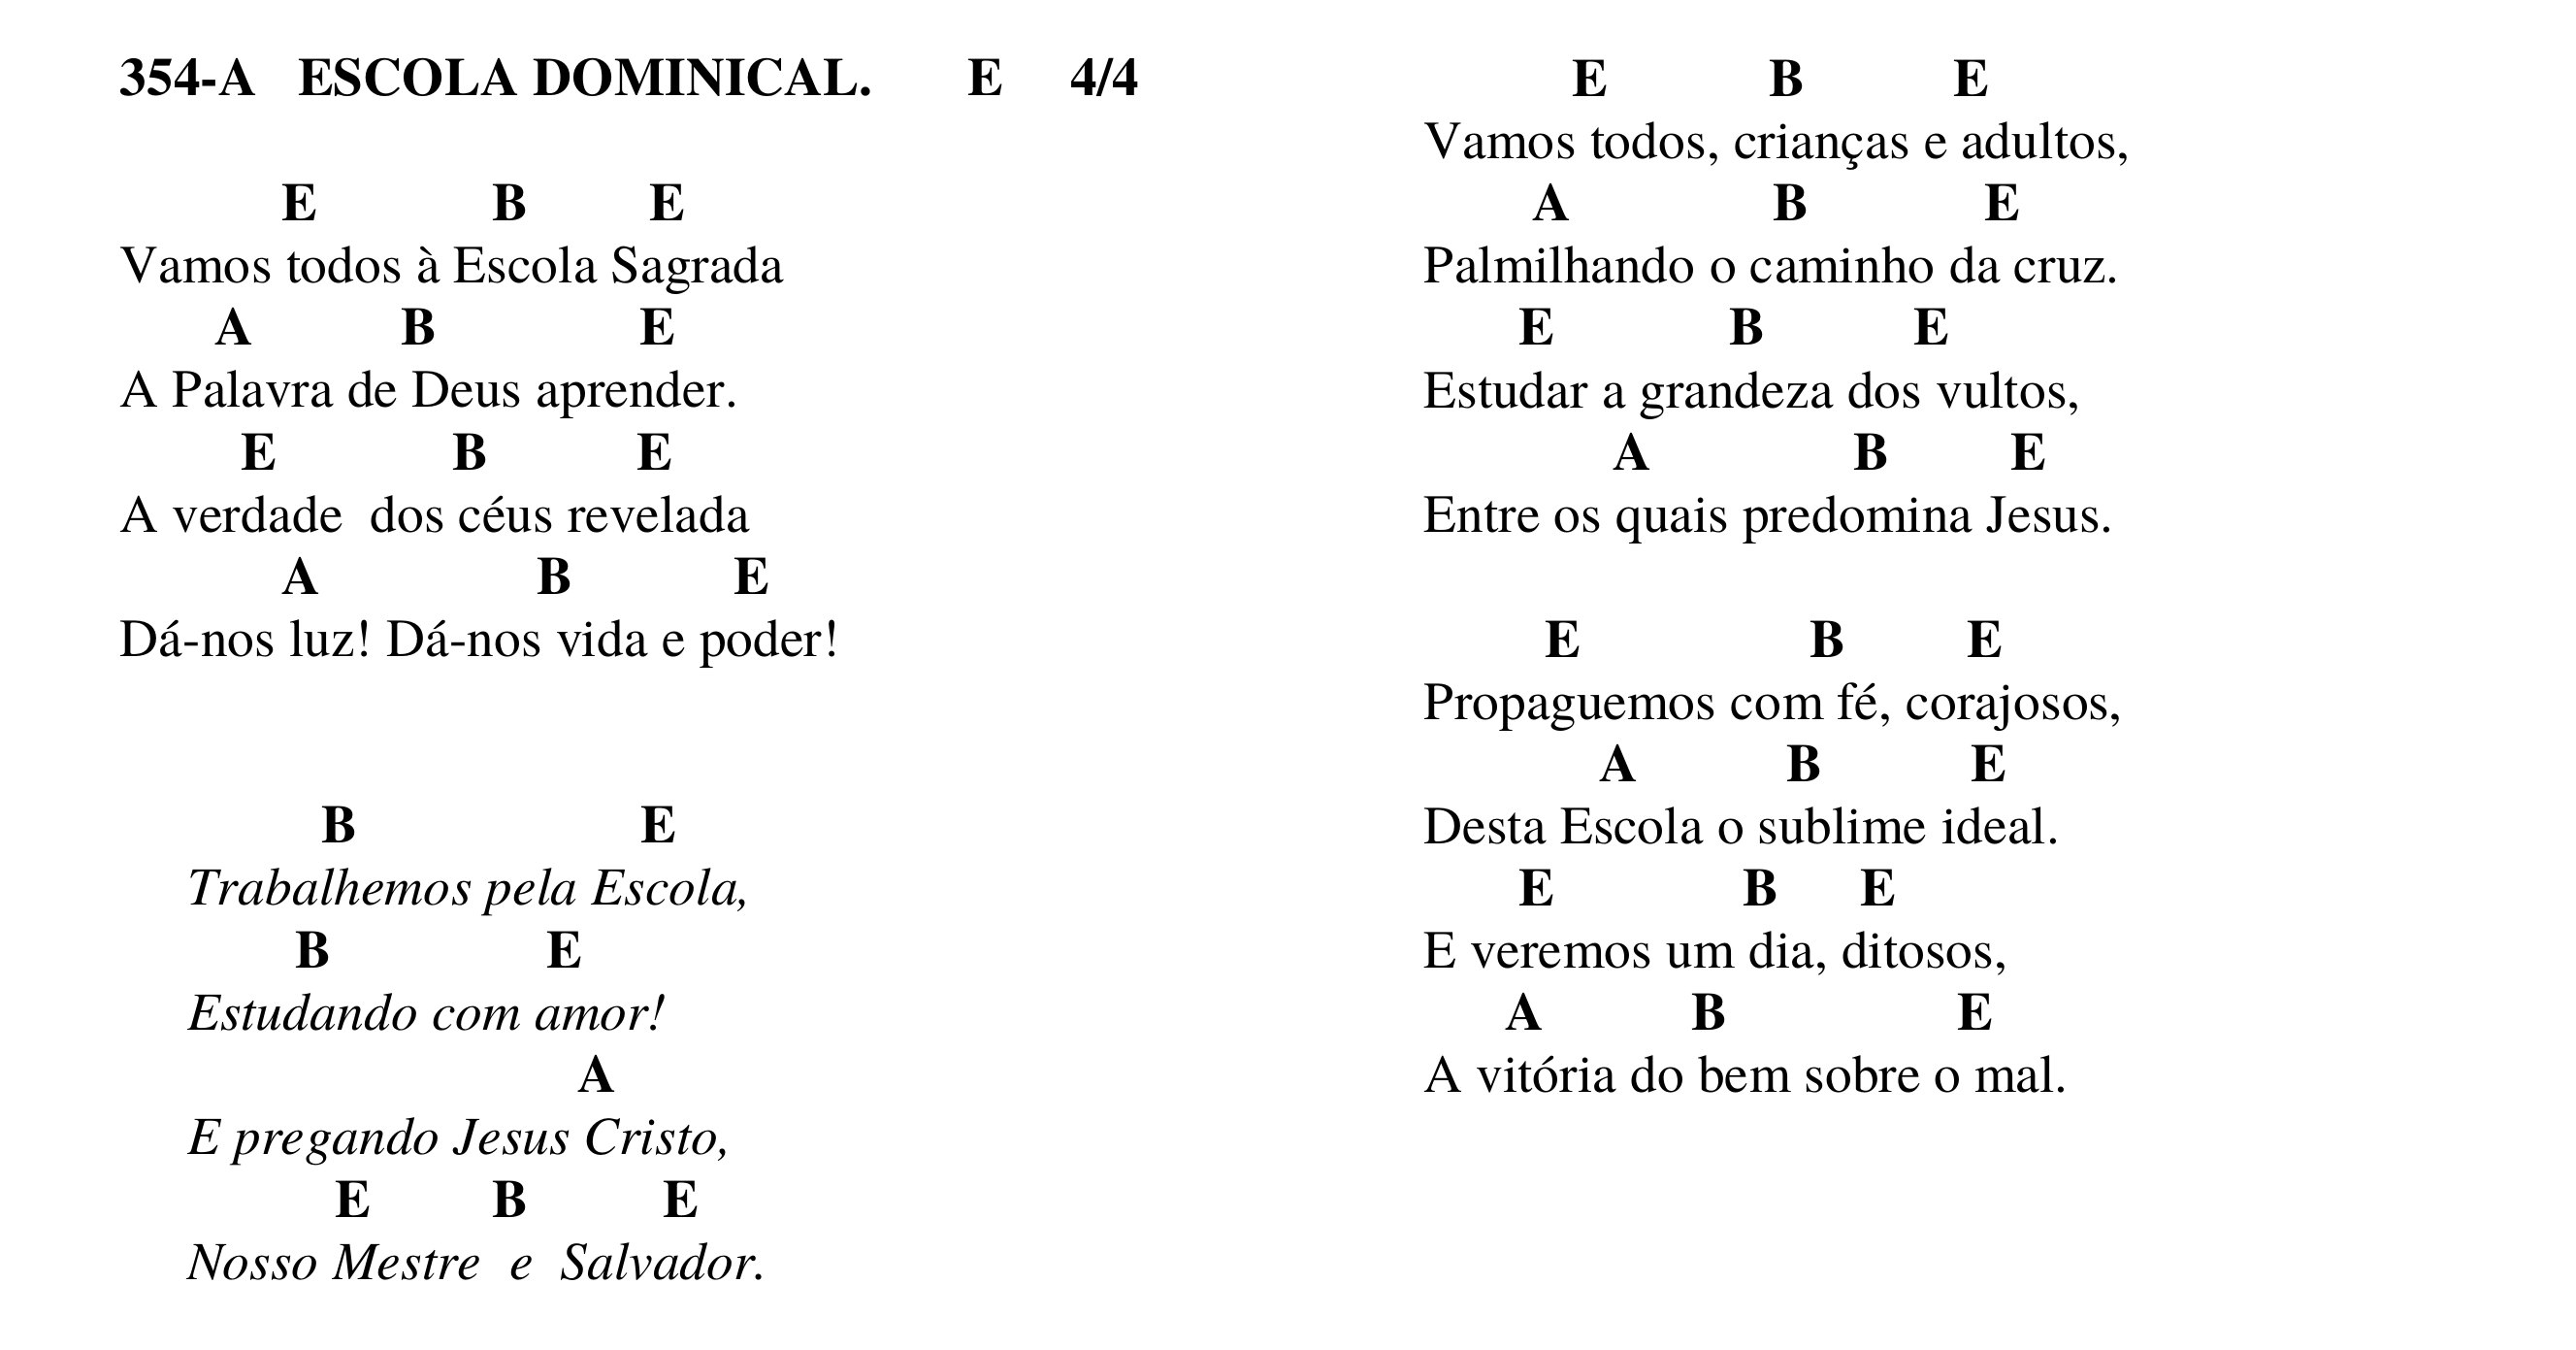 354-A   ESCOLA DOMINICAL.      E    4/4
E B E
Vamos todos à Escola Sagrada
A B E
A Palavra de Deus aprender.
E B E
A verdade  dos céus revelada
A B E
Dá-nos luz! Dá-nos vida e poder!
B E
Trabalhemos pela Escola,
B E
Estudando com amor!
A
E pregando Jesus Cristo,
E B E
Nosso Mestre  e  Salvador.
E B E
Vamos todos, crianças e adultos,
A B E
Palmilhando o caminho da cruz.
E B E
Estudar a grandeza dos vultos,
A B E
Entre os quais predomina Jesus.
E B E
Propaguemos com fé, corajosos,
A B E
Desta Escola o sublime ideal.
E B E
E veremos um dia, ditosos,
A B E
A vitória do bem sobre o mal.